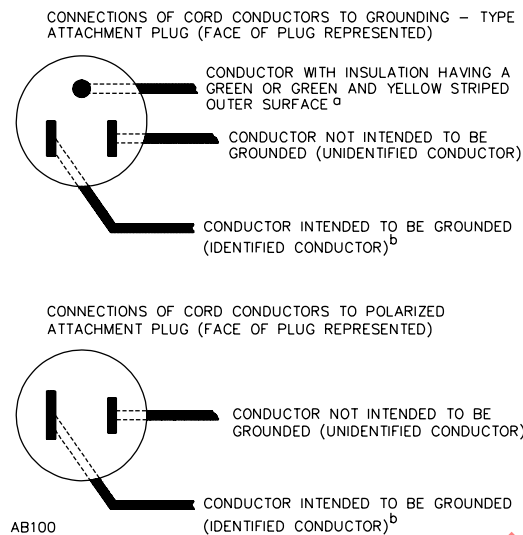 CONNECTIONS OF CORD CONDUCTORS TO GROUNDING – TYPE
ATTACHMENT PLUG (FACE OF PLUG REPRESENTED)
CONDUCTOR WITH INSULATION HAVING A
GREEN OR GREEN AND YELLOW STRIPED
OUTER SURFACE a
CONDUCTOR NOT INTENDED TO BE
GROUNDED (UNIDENTIFIED CONDUCTOR)
CONDUCTOR INTENDED TO BE GROUNDED
(IDENTIFIED CONDUCTOR) b
CONNECTIONS OF CORD CONDUCTORS TO POLARIZED
ATTACHMENT PLUG (FACE OF PLUG REPRESENTED)
CONDUCTOR NOT INTENDED TO BE
GROUNDED (UNIDENTIFIED CONDUCTOR)
CONDUCTOR INTENDED TO BE GROUNDED
(IDENTIFIED CONDUCTOR) b
AB100